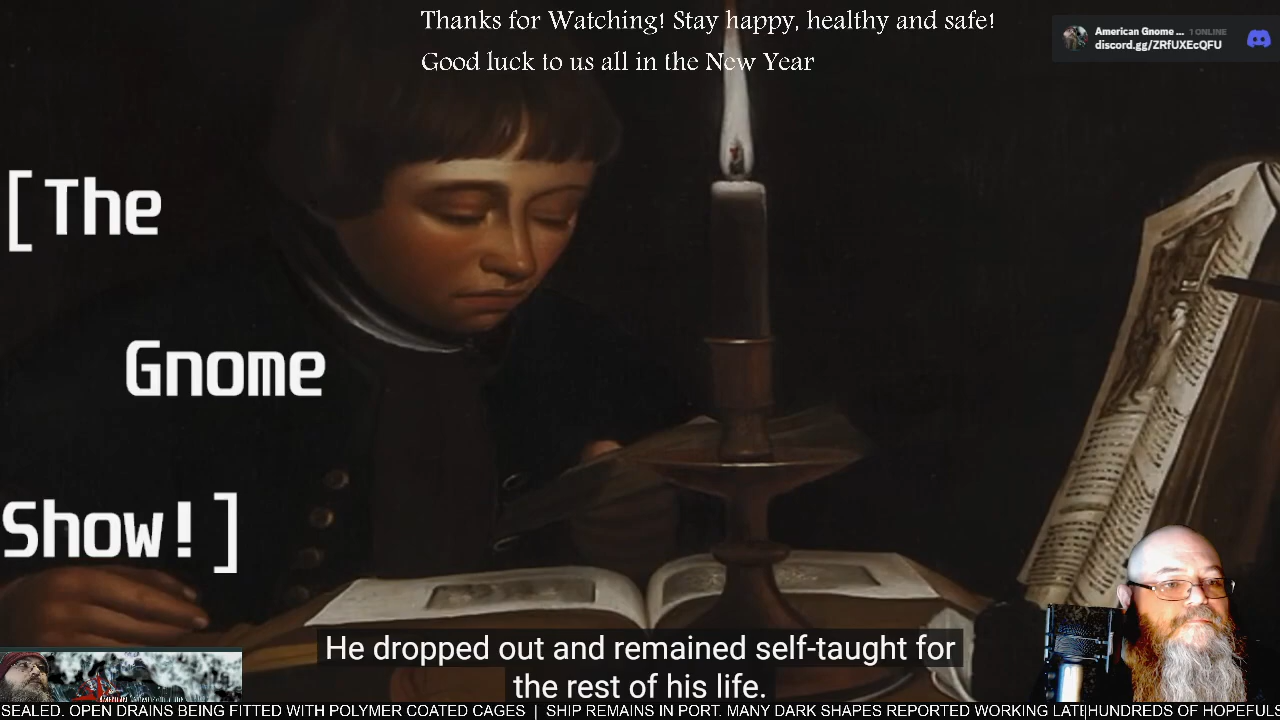 Thanks for Watching! Stay happy, healthy and safe!
Good luck to us all in the New Year
American Gnome ... 1 ONLINE
discord.gg/ZRfUXEcQFU
[The
Gnome
Show!]
He dropped out and remained self-taught for
the rest of his life.
SEALED. OPEN DRAINS BEING FITTED WITH POLYMER COATED CAGES | SHIP REMAINS IN PORT. MANY DARK SHAPES REPORTED WORKING LATE HUNDREDS OF HOPEFULS